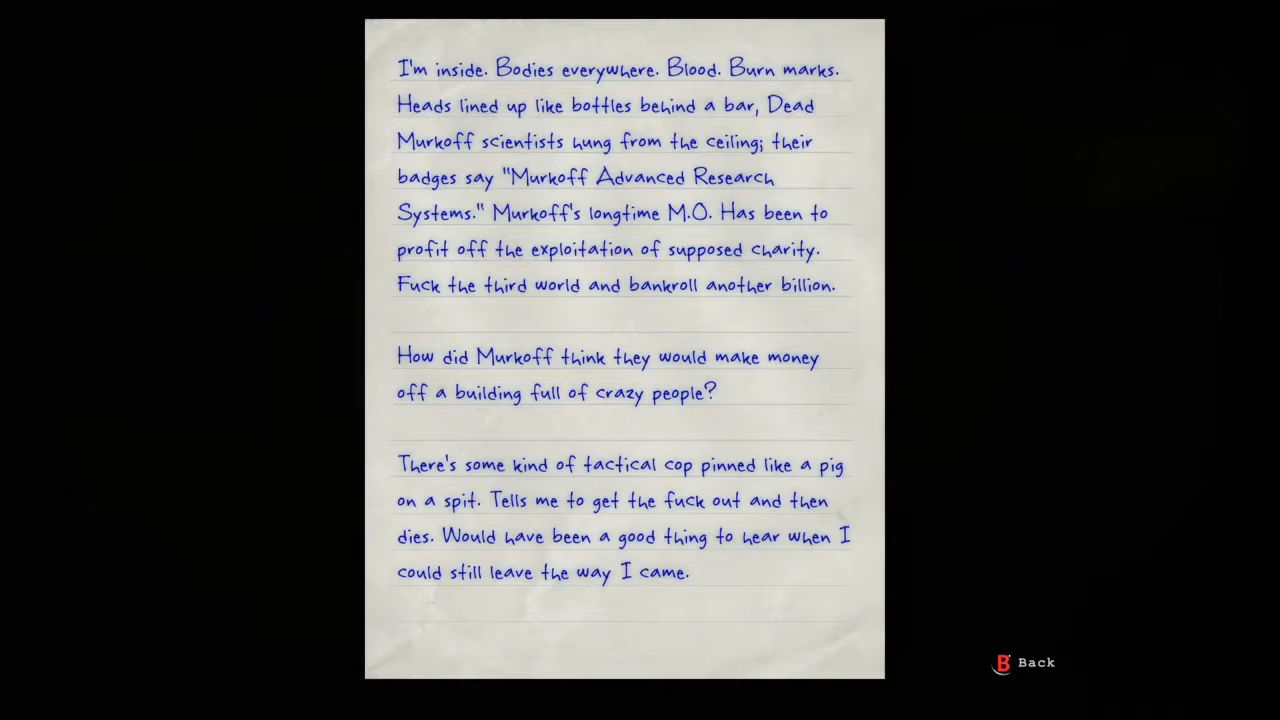 I'm inside. Bodies everywhere. Blood. Burn marks.
Heads lined up like bottles behind a bar, Dead
Murkoff scientists hung from the ceiling; their
badges say "Murkoff Advanced Research
Systems." Murkoff's longtime M.O. Has been to
profit off the exploitation of supposed charity.
Fuck the third world and bankroll another billion.
How did Murkoff think they would make money
off a building full of crazy people?
There's some kind of tactical cop pinned like a pig
on a spit. Tells me to get the fuck out and then
dies. Would have been a good thing to hear when I
could still leave the way I came.
B Back